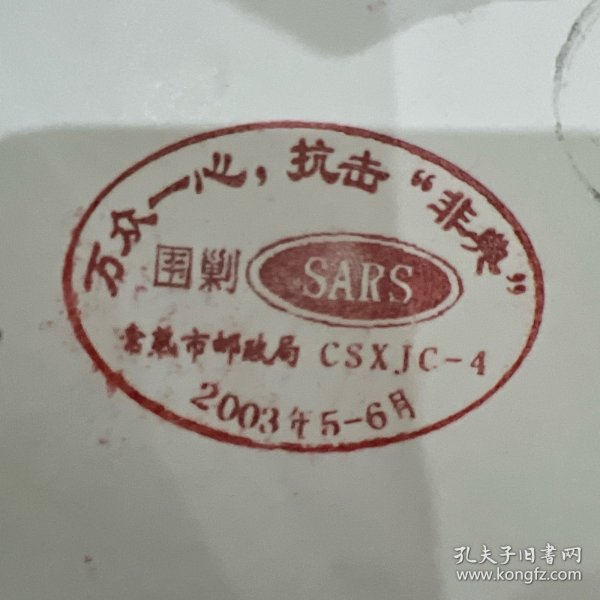 万众一心，抗击“非典”
围剿 SARS
常熟市邮政局 CSXJC-4
2003年5-6月
孔夫子旧书网
www.kongfz.com